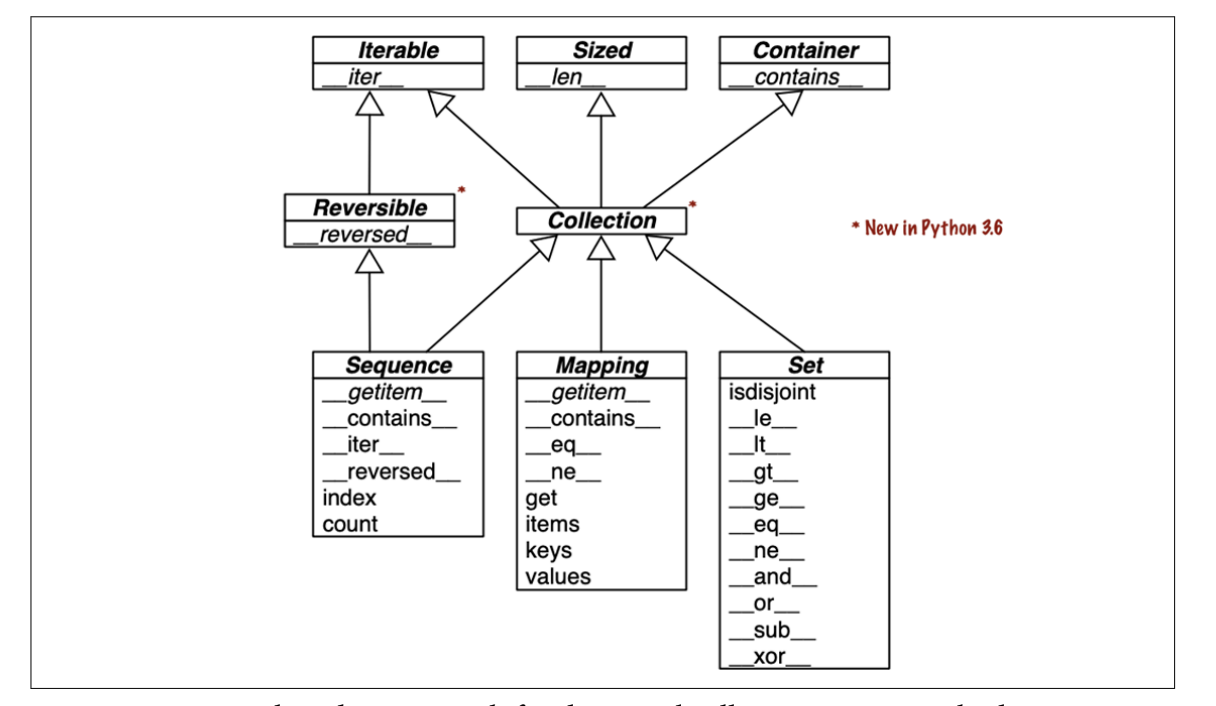 Iterable
__iter__
Sized
__len__
Container
__contains__
Reversible
*
__reversed__
Collection
*
* New in Python 3.6
Sequence
__getitem__
__contains__
__iter__
__reversed__
index
count
Mapping
__getitem__
__contains__
__eq__
__ne__
get
items
keys
values
Set
isdisjoint
__le__
__lt__
__gt__
__ge__
__eq__
__ne__
__and__
__or__
__sub__
__xor__